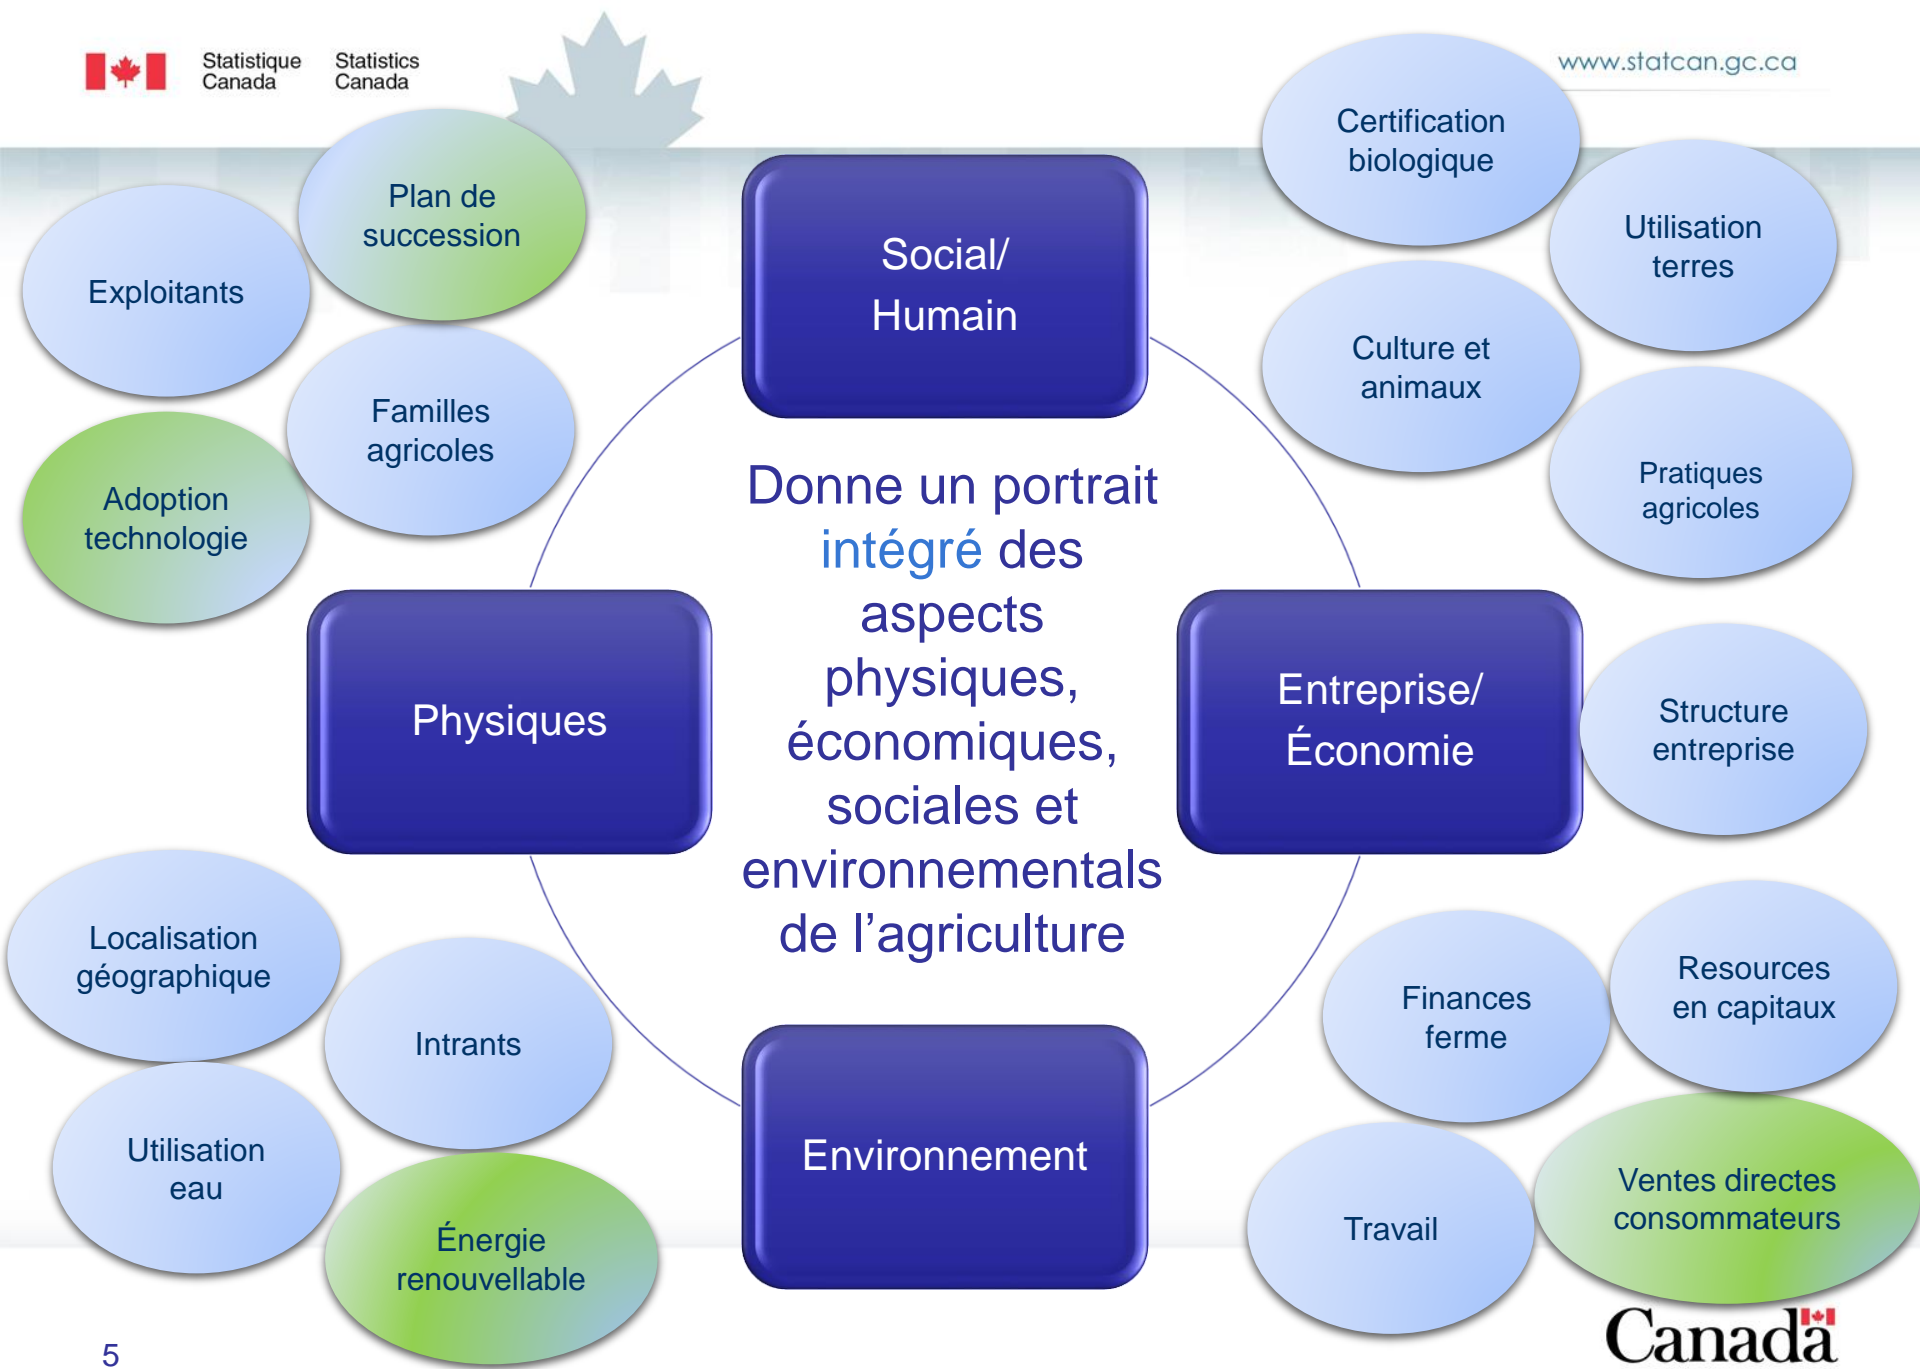 Statistique
Canada
Statistics
Canada
www.statcan.gc.ca
Plan de
succession
Exploitants
Familles
agricoles
Adoption
technologie
Social/
Humain
Certification
biologique
Utilisation
terres
Culture et
animaux
Pratiques
agricoles
Donne un portrait
intégré des
aspects
physiques,
économiques,
sociales et
environnementals
de l’agriculture
Physiques
Entreprise/
Économie
Structure
entreprise
Localisation
géographique
Intrants
Utilisation
eau
Énergie
renouvellable
Environnement
Finances
ferme
Resources
en capitaux
Travail
Ventes directes
consommateurs
5
Canada